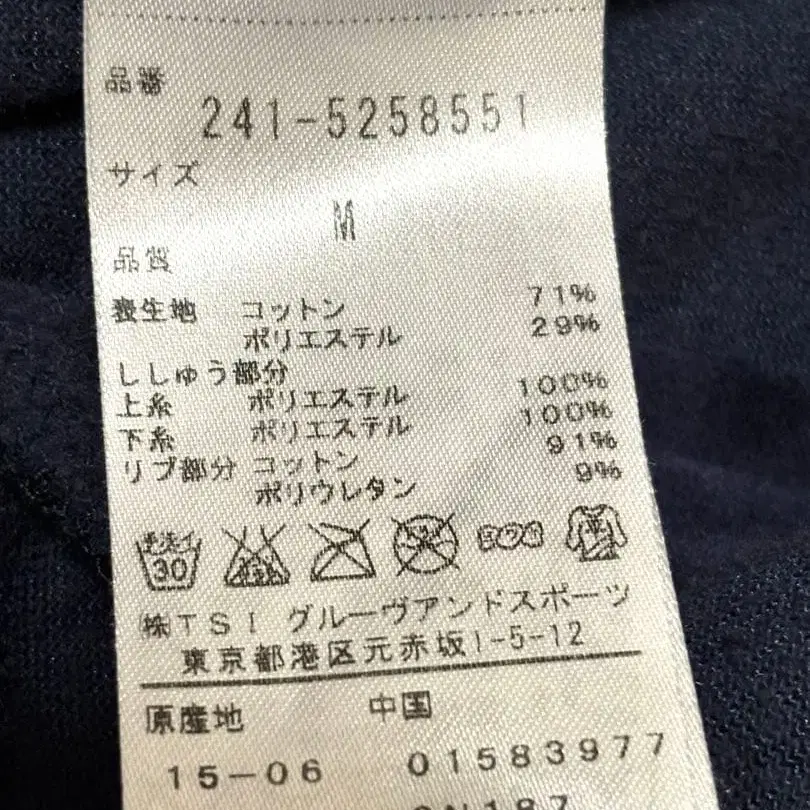 品番
241-5258551
サイズ
M
品質
表生地 コットン 71%
ポリエステル 29%
ししゅう部分
上糸 ポリエステル 100%
下糸 ポリエステル 100%
リブ部分 コットン 91%
ポリウレタン 9%
手洗イ 30
㈱TSI グルーヴアンドスポーツ
東京都港区元赤坂1-5-12
原産地 中国
15-06 01583977